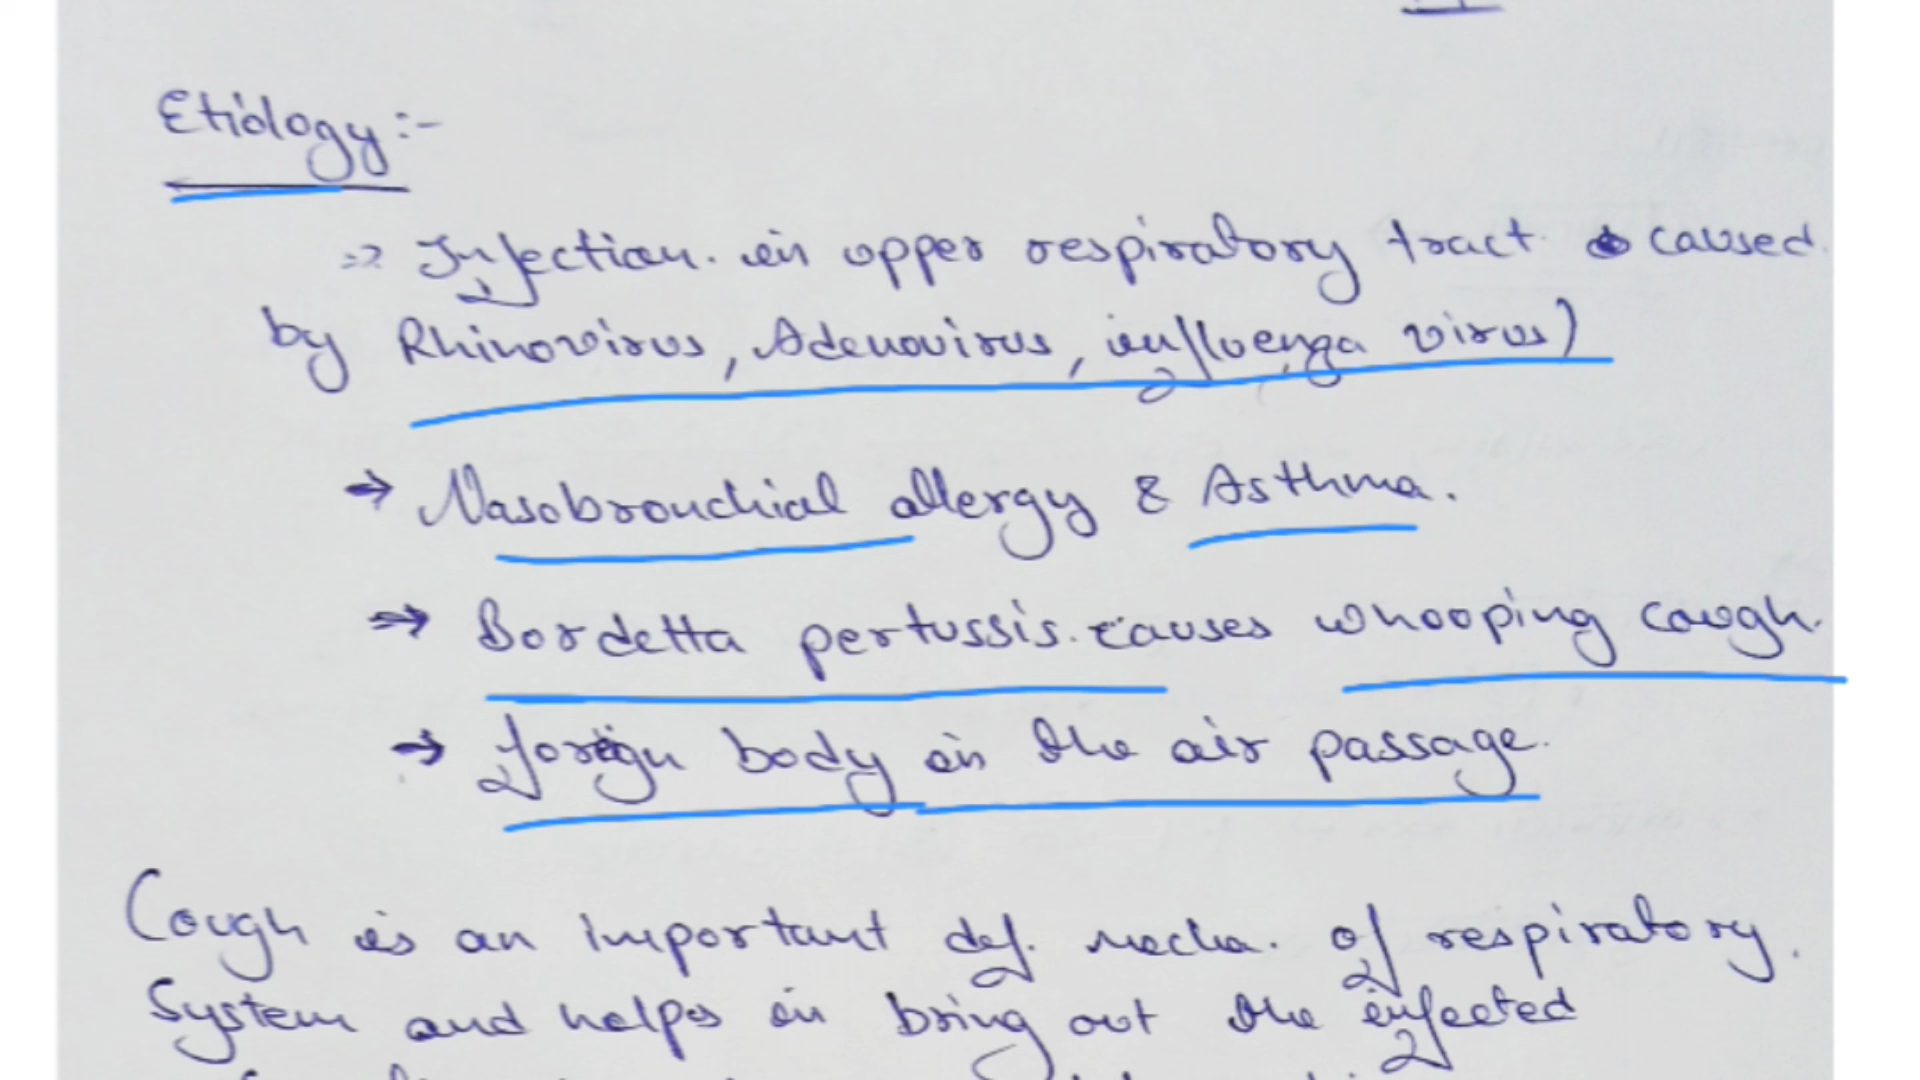 Etiology :-
=> Infection in upper respiratory tract caused
by Rhinovirus, Adenovirus, influenza virus)
→ Nasobronchial allergy & Asthma.
→ Bordetta pertussis causes whooping cough.
→ foreign body in the air passage.
Cough is an important def. mecha. of respiratory
System and helps in bring out the infected